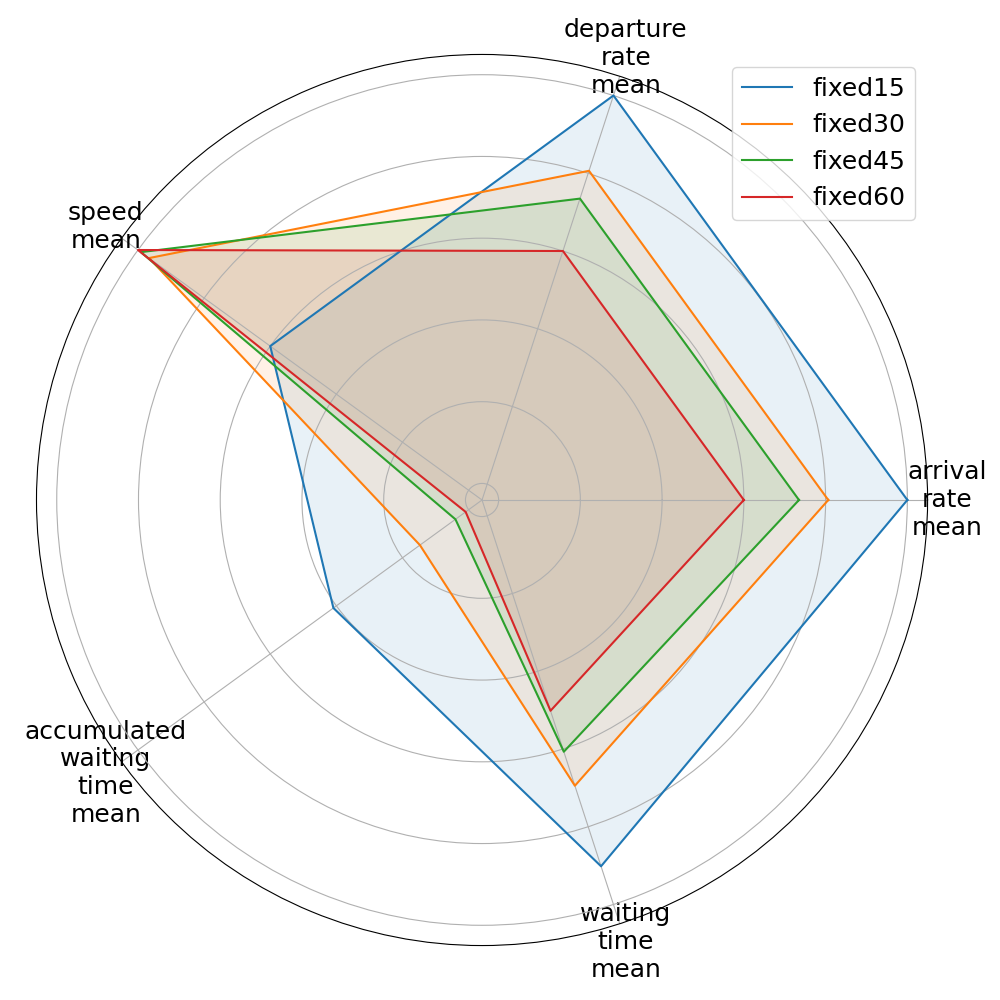 departure
rate
mean
fixed15
fixed30
fixed45
fixed60
speed
mean
arrival
rate
mean
accumulated
waiting
time
mean
waiting
time
mean